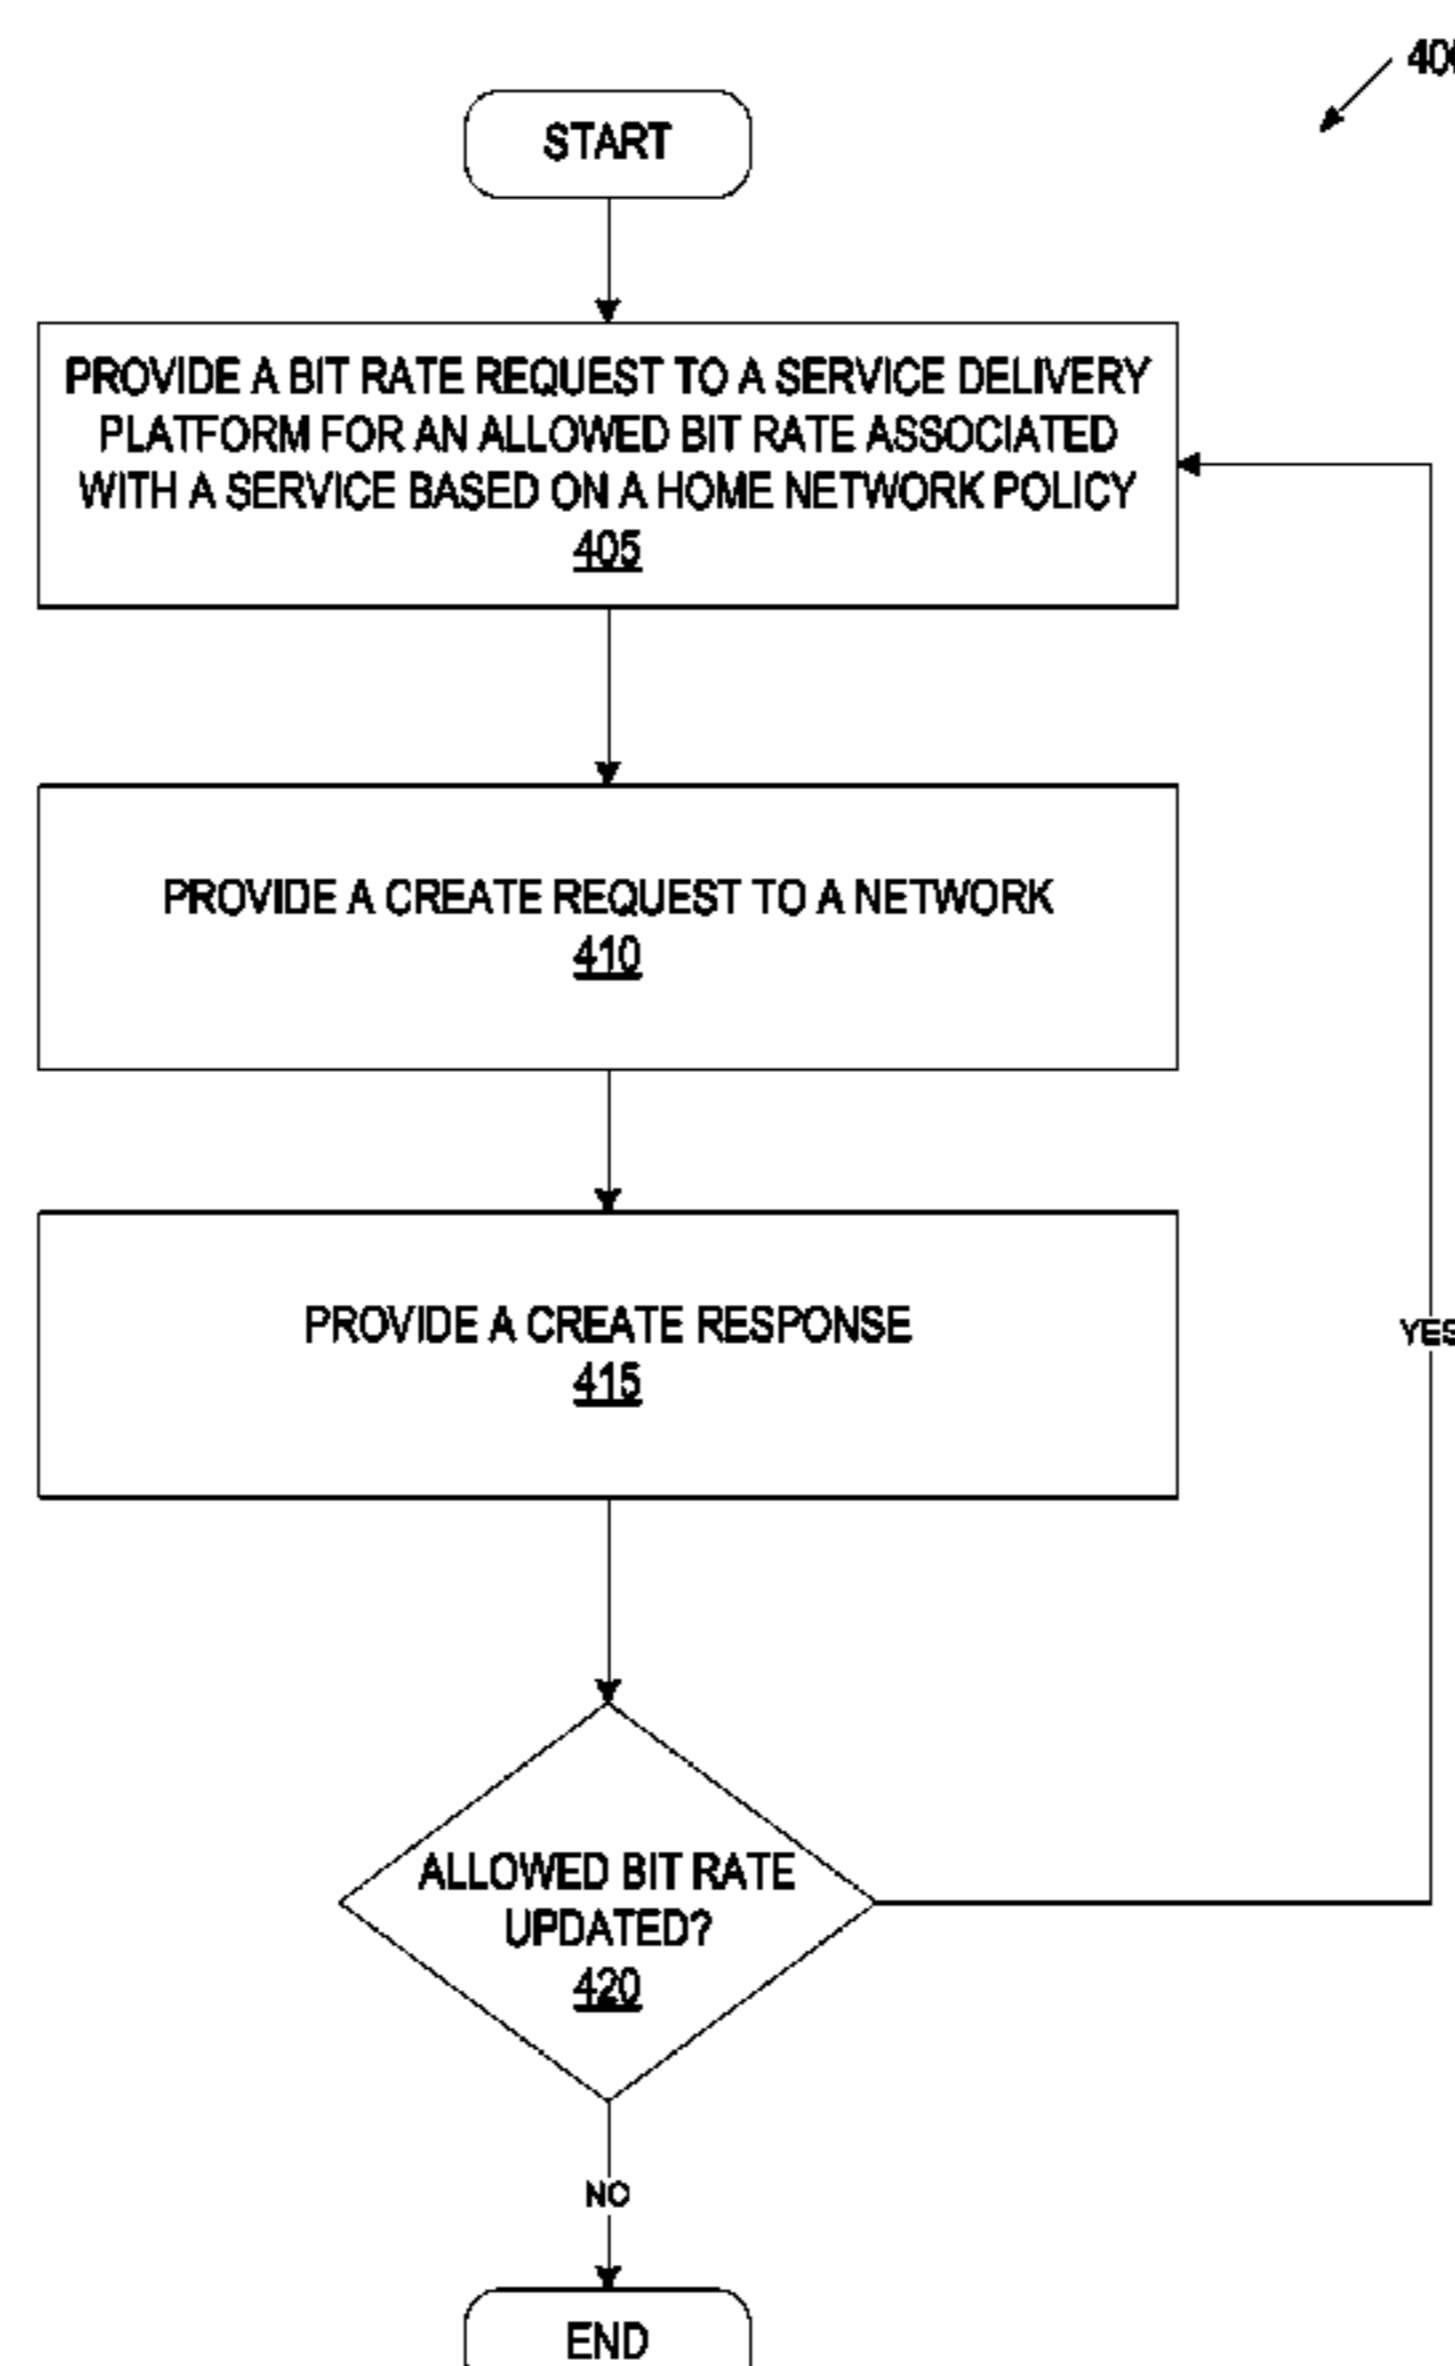 START
PROVIDE A BIT RATE REQUEST TO A SERVICE DELIVERY
PLATFORM FOR AN ALLOWED BIT RATE ASSOCIATED
WITH A SERVICE BASED ON A HOME NETWORK POLICY
405
PROVIDE A CREATE REQUEST TO A NETWORK
410
PROVIDE A CREATE RESPONSE
415
YES
ALLOWED BIT RATE
UPDATED?
420
NO
END